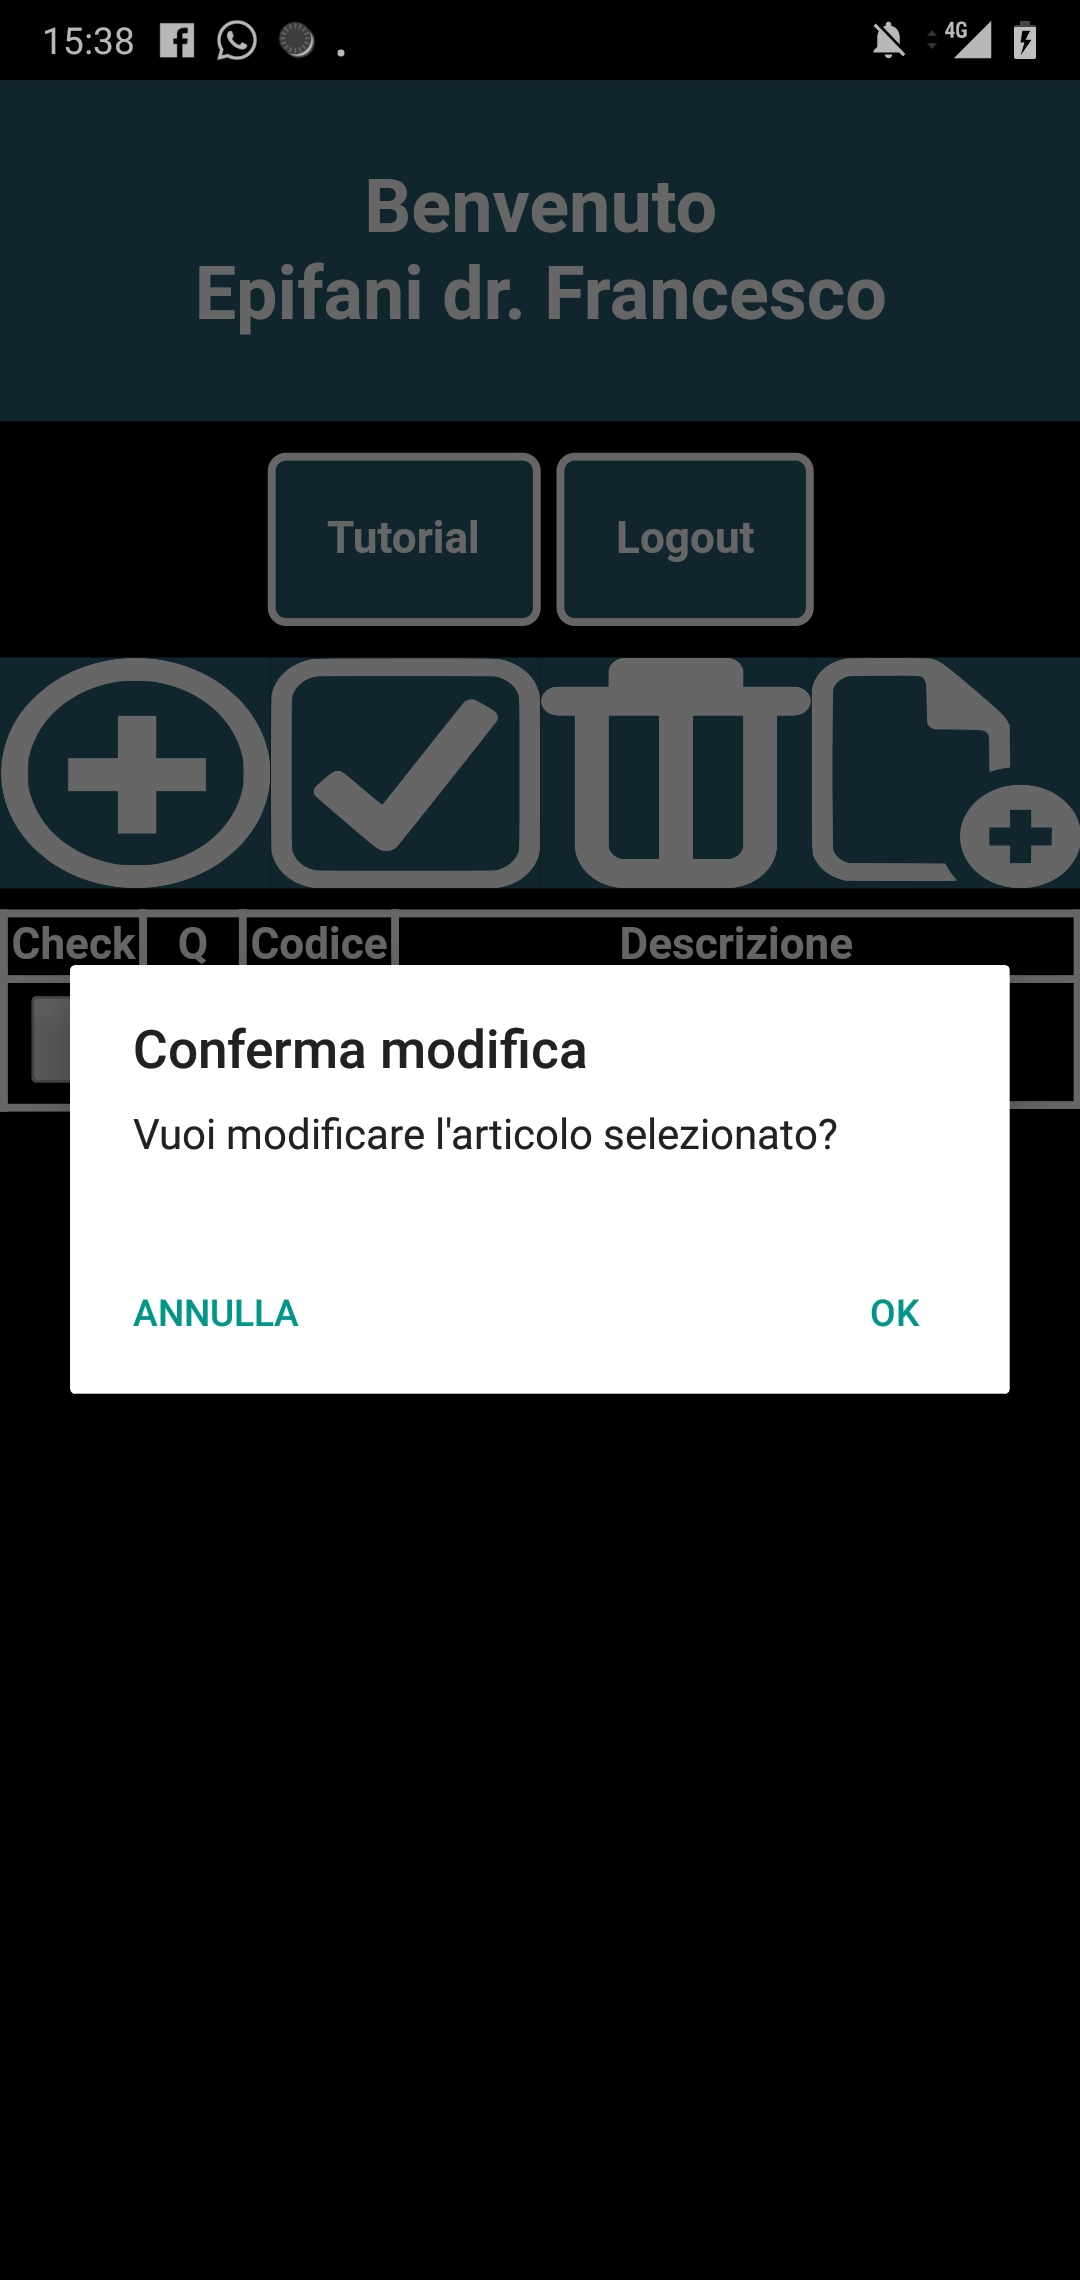 15:38
4G
Benvenuto
Epifani dr. Francesco
Tutorial
Logout
Check
Q
Codice
Descrizione
Conferma modifica
Vuoi modificare l'articolo selezionato?
ANNULLA
OK